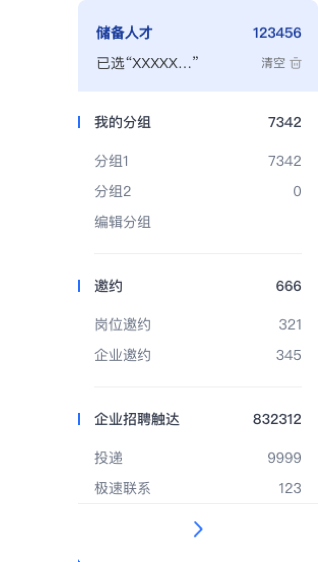 储备人才 123456
已选“XXXXX...” 清空
我的分组 7342
分组1 7342
分组2 0
编辑分组
邀约 666
岗位邀约 321
企业邀约 345
企业招聘触达 832312
投递 9999
极速联系 123